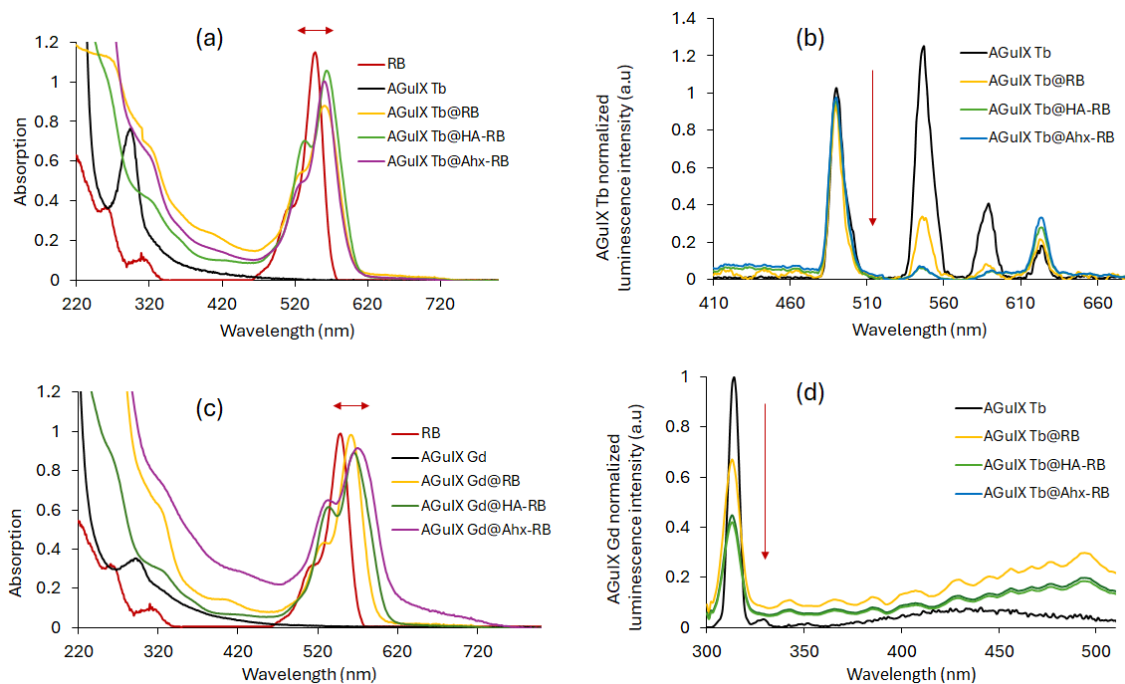 (a)
RB
AGuIX Tb
AGuIX Tb@RB
AGuIX Tb@HA-RB
AGuIX Tb@Ahx-RB
Absorption
1.2
1
0.8
0.6
0.4
0.2
0
220 320 420 520 620 720
Wavelength (nm)
(b)
AGuIX Tb
AGuIX Tb@RB
AGuIX Tb@HA-RB
AGuIX Tb@Ahx-RB
AGuIX Tb normalized
luminescence intensity (a.u)
1.4
1.2
1
0.8
0.6
0.4
0.2
0
410 460 510 560 610 660
Wavelength (nm)
(c)
RB
AGuIX Gd
AGuIX Gd@RB
AGuIX Gd@HA-RB
AGuIX Gd@Ahx-RB
Absorption
1.2
1
0.8
0.6
0.4
0.2
0
220 320 420 520 620 720
Wavelength (nm)
(d)
AGuIX Tb
AGuIX Tb@RB
AGuIX Tb@HA-RB
AGuIX Tb@Ahx-RB
AGuIX Gd normalized
luminescence intensity (a.u)
1
0.8
0.6
0.4
0.2
0
300 350 400 450 500
Wavelength (nm)